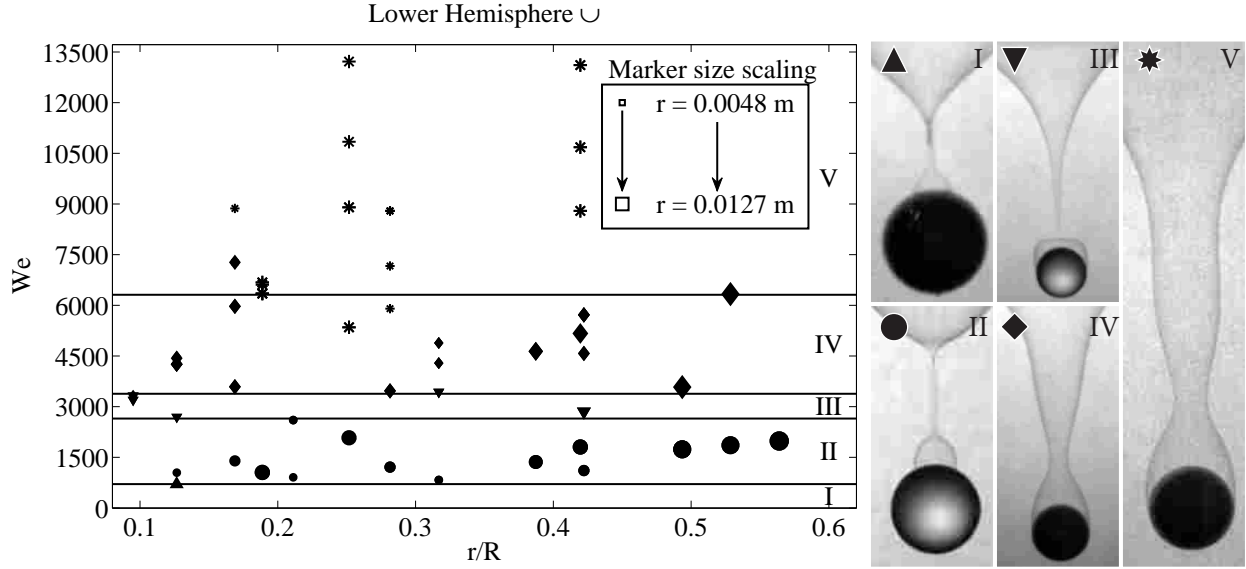 Lower Hemisphere ∪
13500
12000
10500
9000
7500
6000
4500
3000
1500
0
We
0.1 0.2 0.3 0.4 0.5 0.6
r/R
Marker size scaling
r = 0.0048 m
r = 0.0127 m
V
IV
III
II
I
I III V
II IV